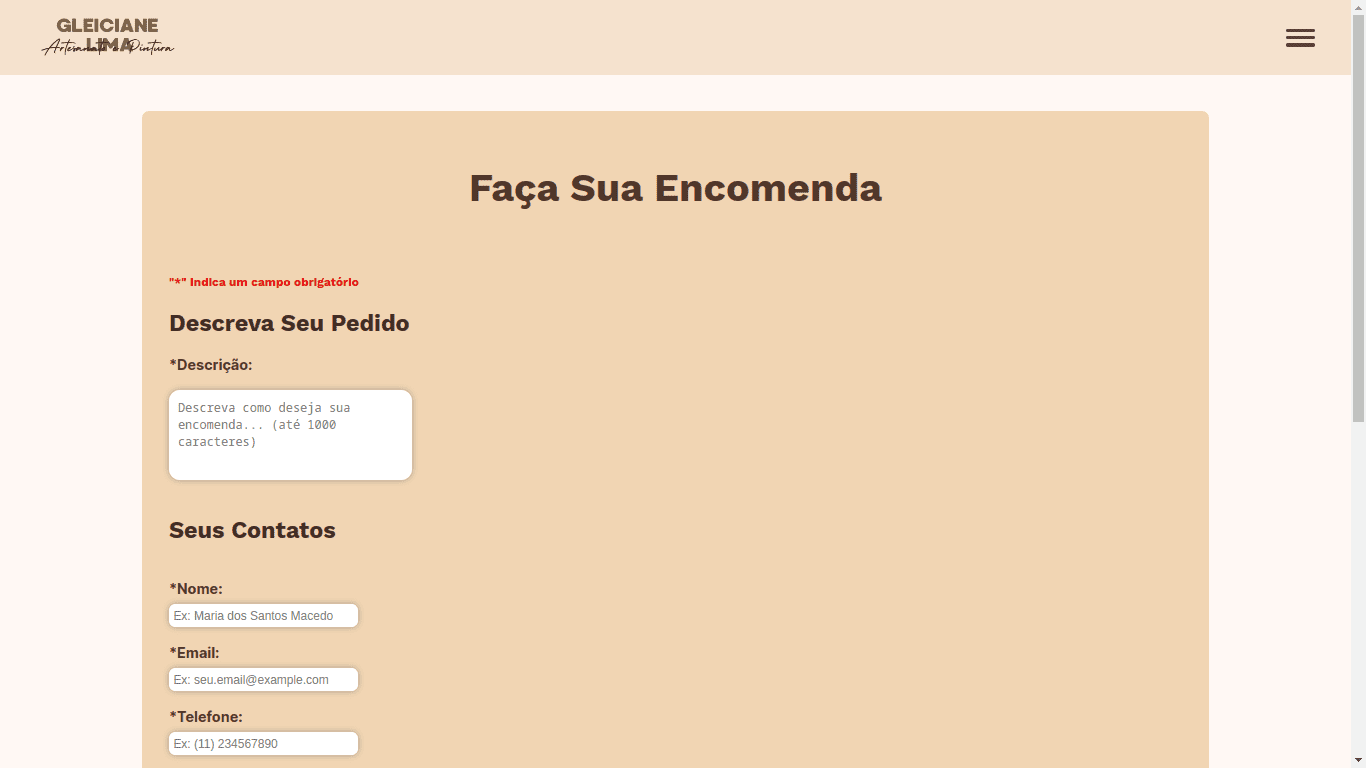 GLEICIANE
LIMA
Artesanato e Pintura
Faça Sua Encomenda
"*" Indica um campo obrigatório
Descreva Seu Pedido
*Descrição:
Descreva como deseja sua
encomenda... (até 1000
caracteres)
Seus Contatos
*Nome:
Ex: Maria dos Santos Macedo
*Email:
Ex: seu.email@example.com
*Telefone:
Ex: (11) 234567890